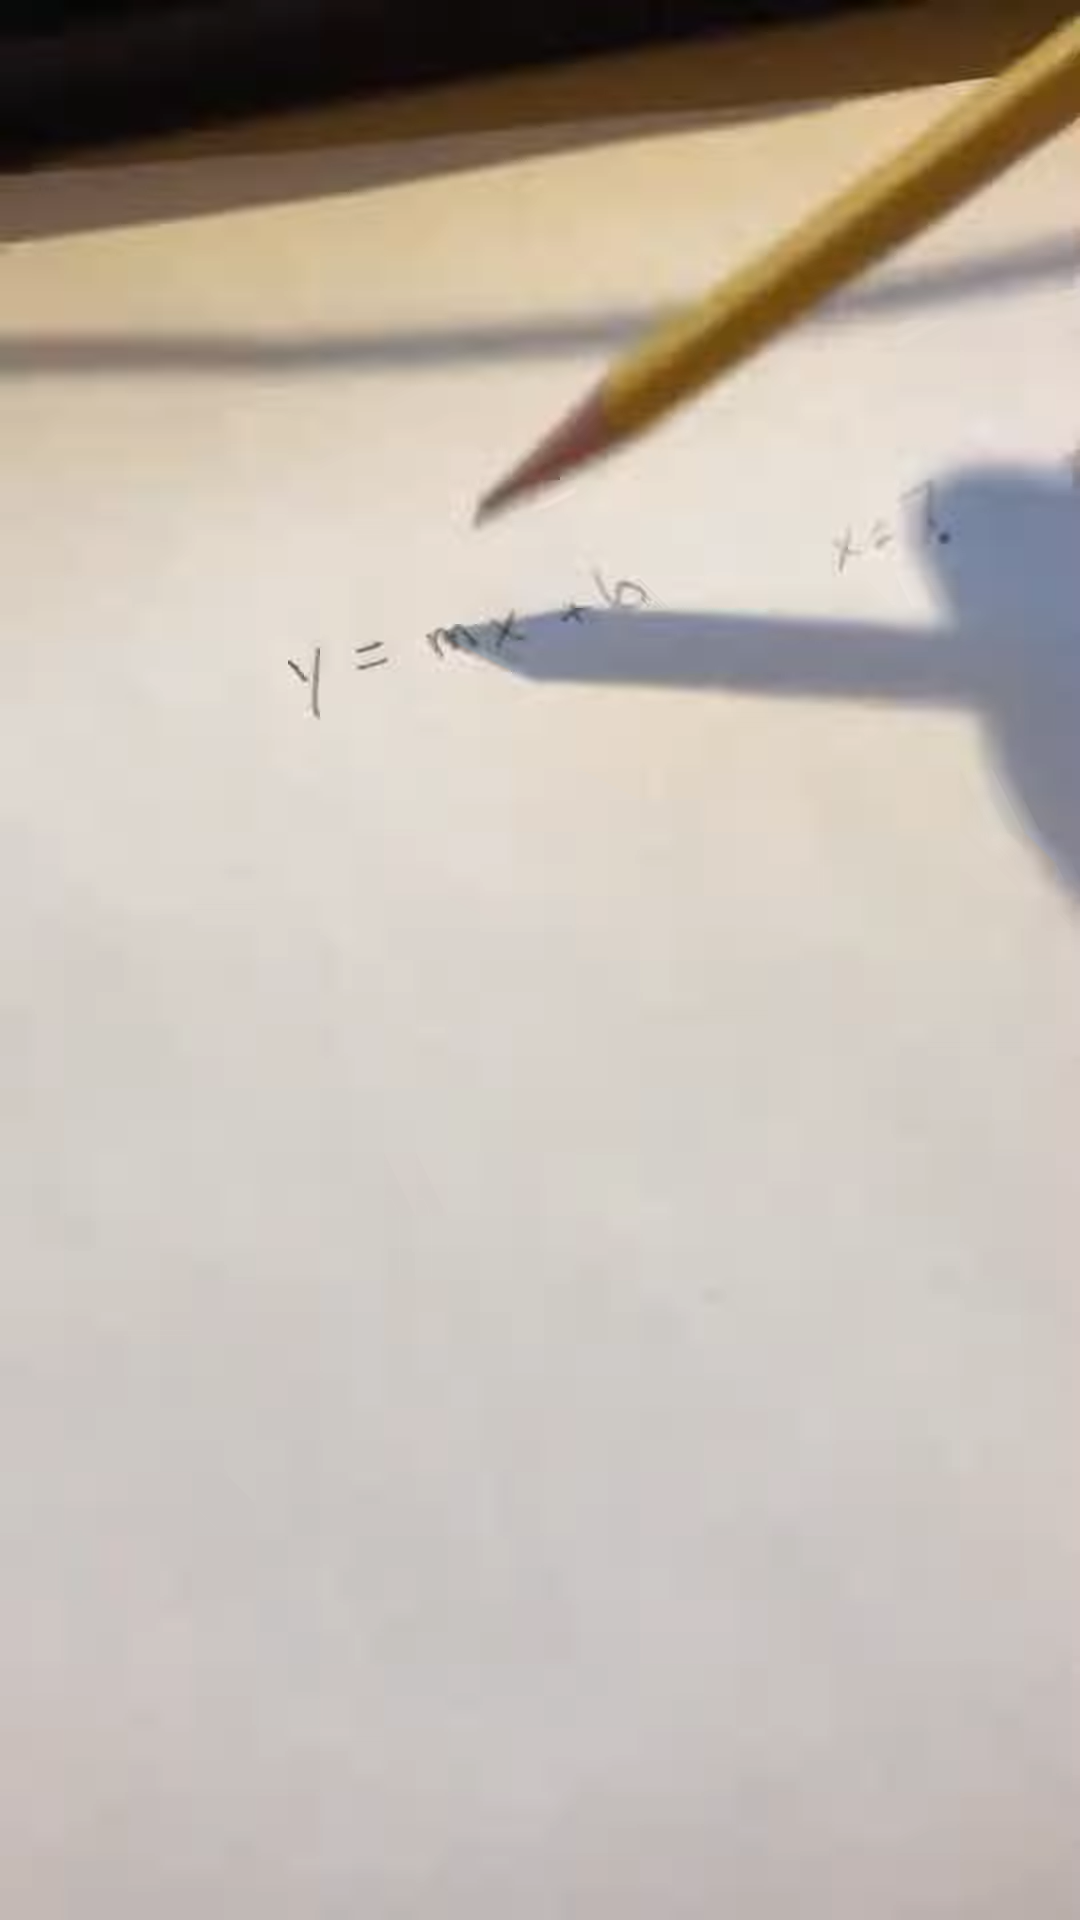 y = mx + b
x = ?